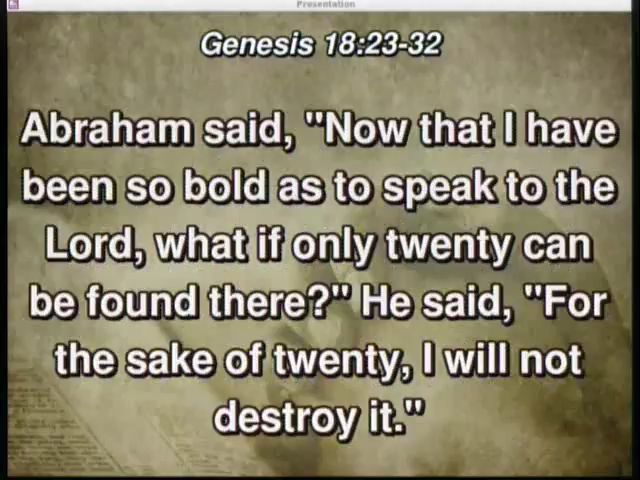 Presentation
Genesis 18:23-32
Abraham said, "Now that I have
been so bold as to speak to the
Lord, what if only twenty can
be found there?" He said, "For
the sake of twenty, I will not
destroy it."